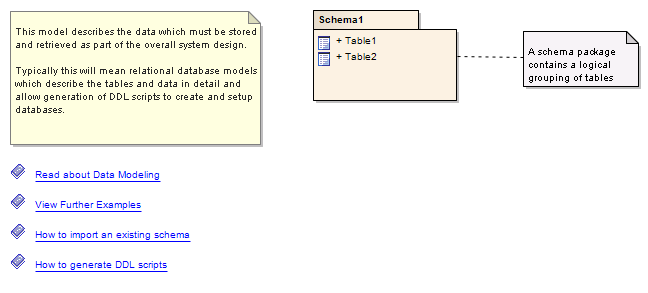 This model describes the data which must be stored
and retrieved as part of the overall system design.
Typically this will mean relational database models
which describe the tables and data in detail and
allow generation of DDL scripts to create and setup
databases.
Schema1
+ Table1
+ Table2
A schema package
contains a logical
grouping of tables
Read about Data Modeling
View Further Examples
How to import an existing schema
How to generate DDL scripts